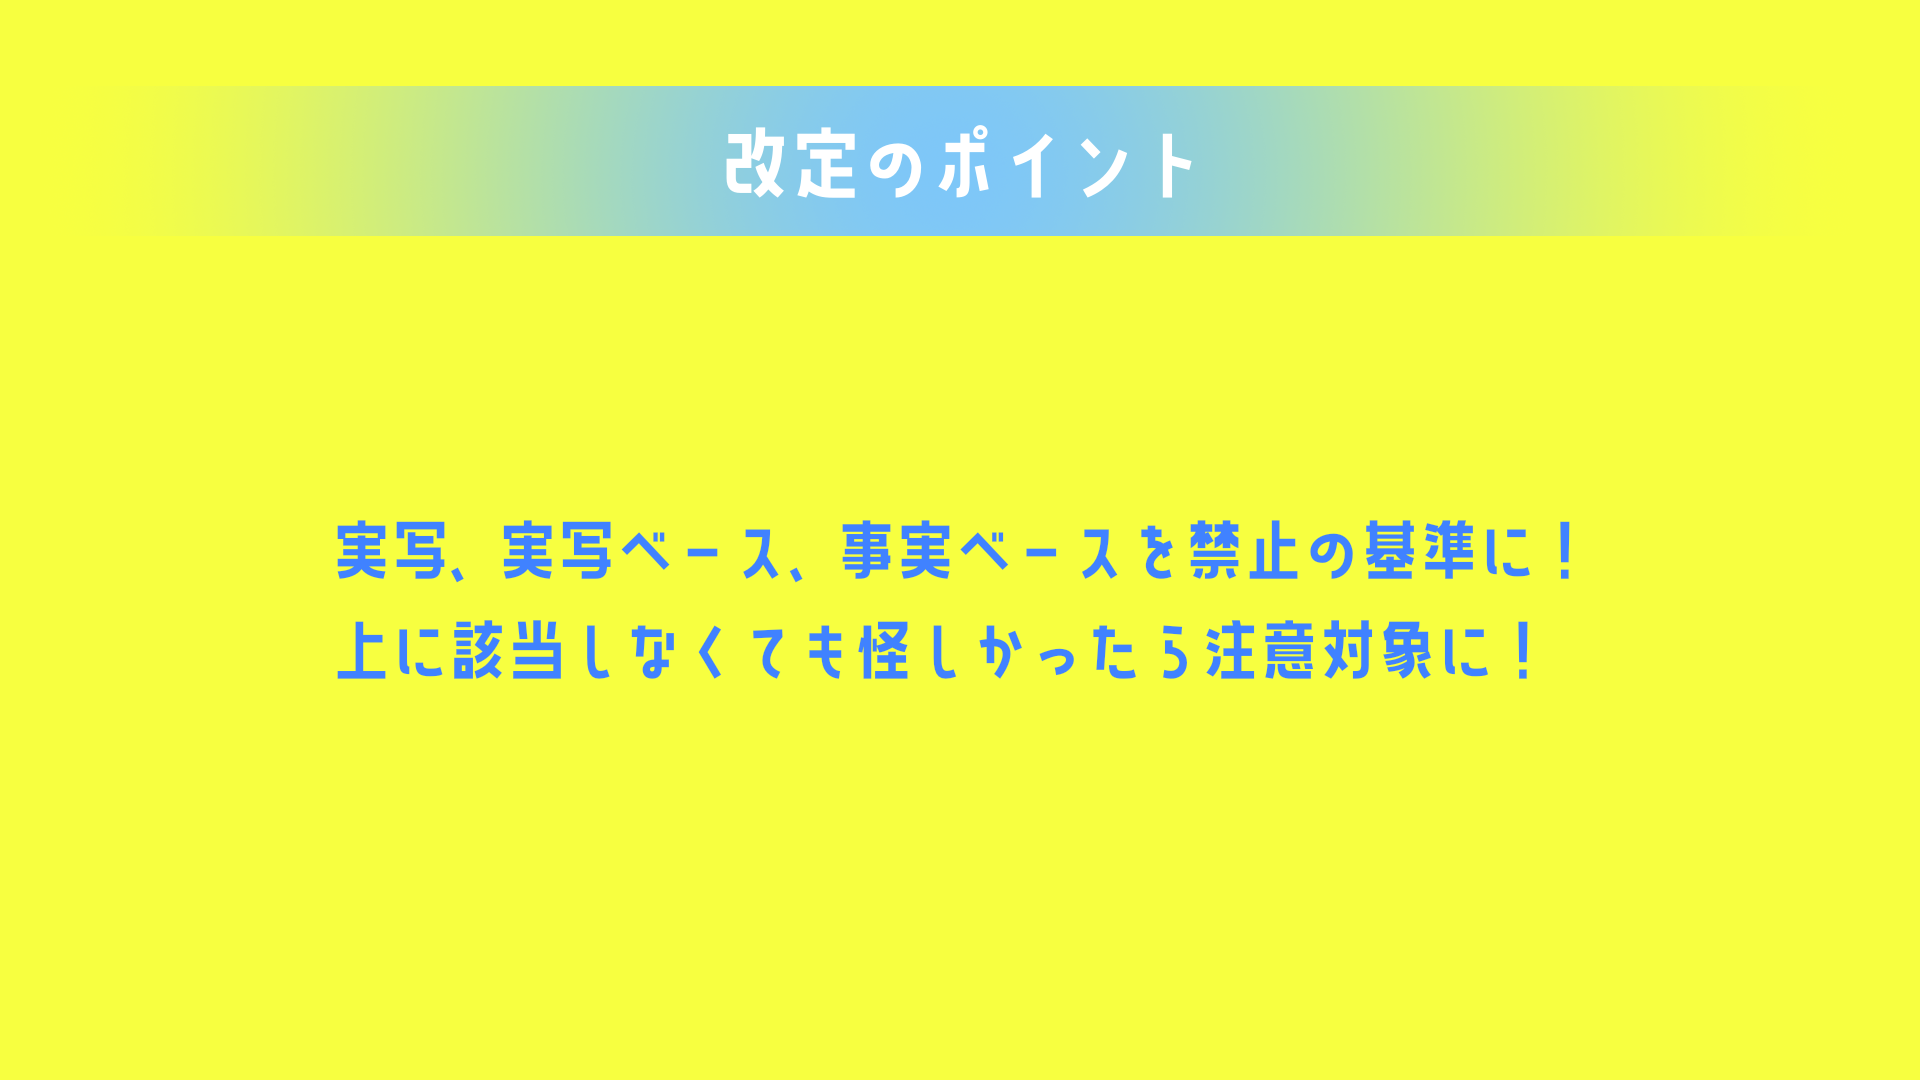 改定のポイント
実写、実写ベース、事実ベースを禁止の基準に！
上に該当しなくても怪しかったら注意対象に！